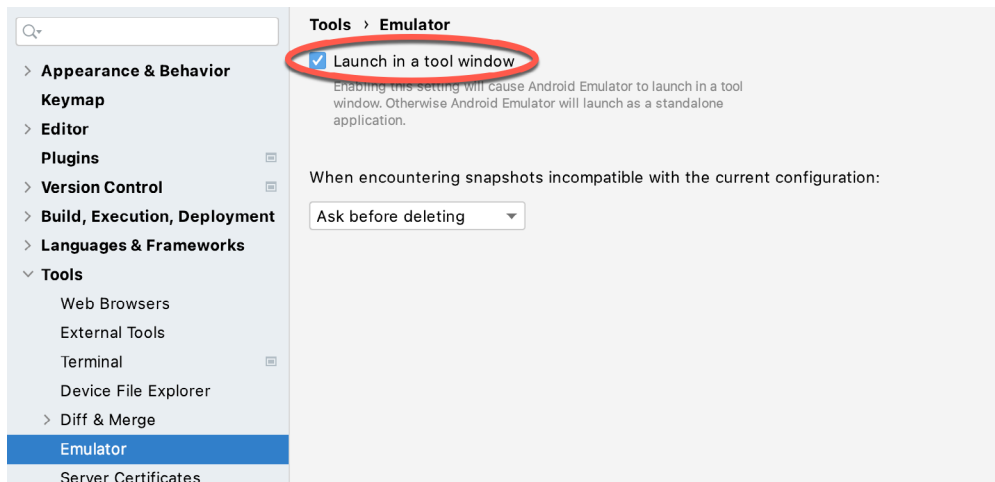 Tools › Emulator
Launch in a tool window
Enabling this setting will cause Android Emulator to launch in a tool
window. Otherwise Android Emulator will launch as a standalone
application.
When encountering snapshots incompatible with the current configuration:
Ask before deleting
Appearance & Behavior
Keymap
Editor
Plugins
Version Control
Build, Execution, Deployment
Languages & Frameworks
Tools
Web Browsers
External Tools
Terminal
Device File Explorer
Diff & Merge
Emulator
Server Certificates